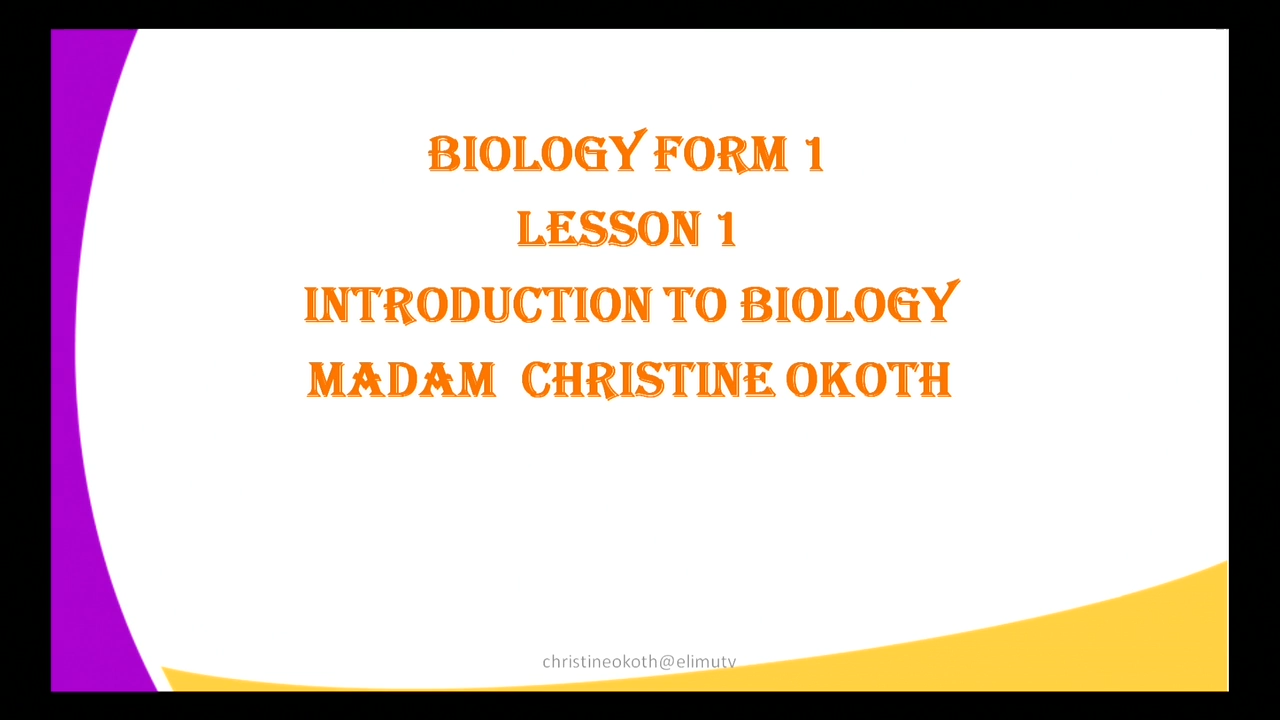 BIOLOGY FORM 1
LESSON 1
INTRODUCTION TO BIOLOGY
MADAM CHRISTINE OKOTH
christineokoth@elimutv